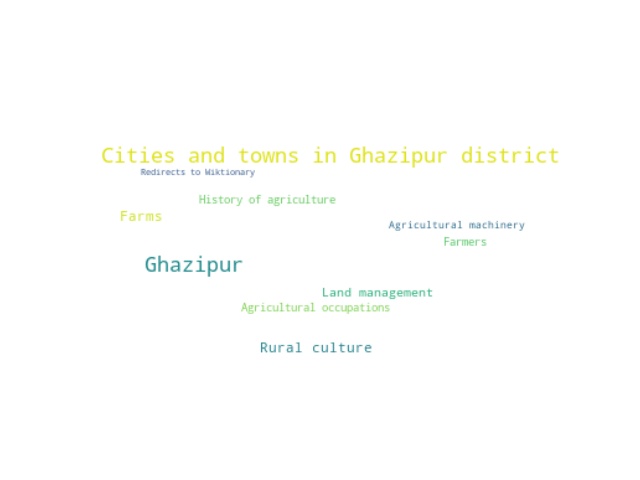 Cities and towns in Ghazipur district
Redirects to Wiktionary
History of agriculture
Farms
Agricultural machinery
Farmers
Ghazipur
Land management
Agricultural occupations
Rural culture